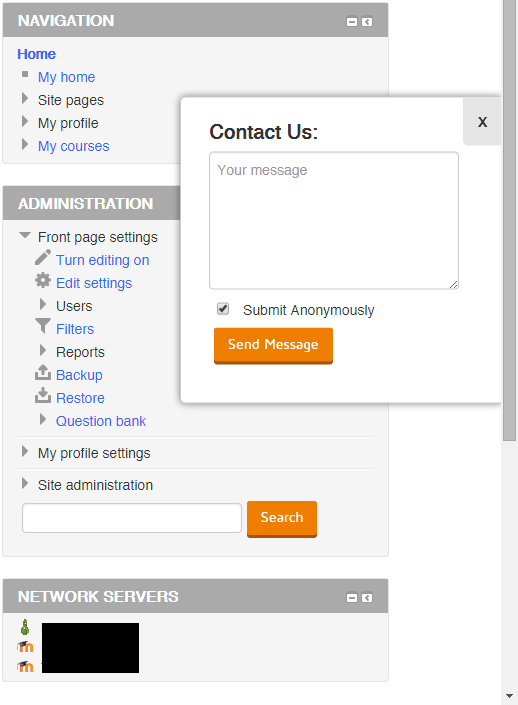 NAVIGATION
Home
My home
Site pages
My profile
My courses
Contact Us:
X
Your message
Submit Anonymously
Send Message
ADMINISTRATION
Front page settings
Turn editing on
Edit settings
Users
Filters
Reports
Backup
Restore
Question bank
My profile settings
Site administration
Search
NETWORK SERVERS